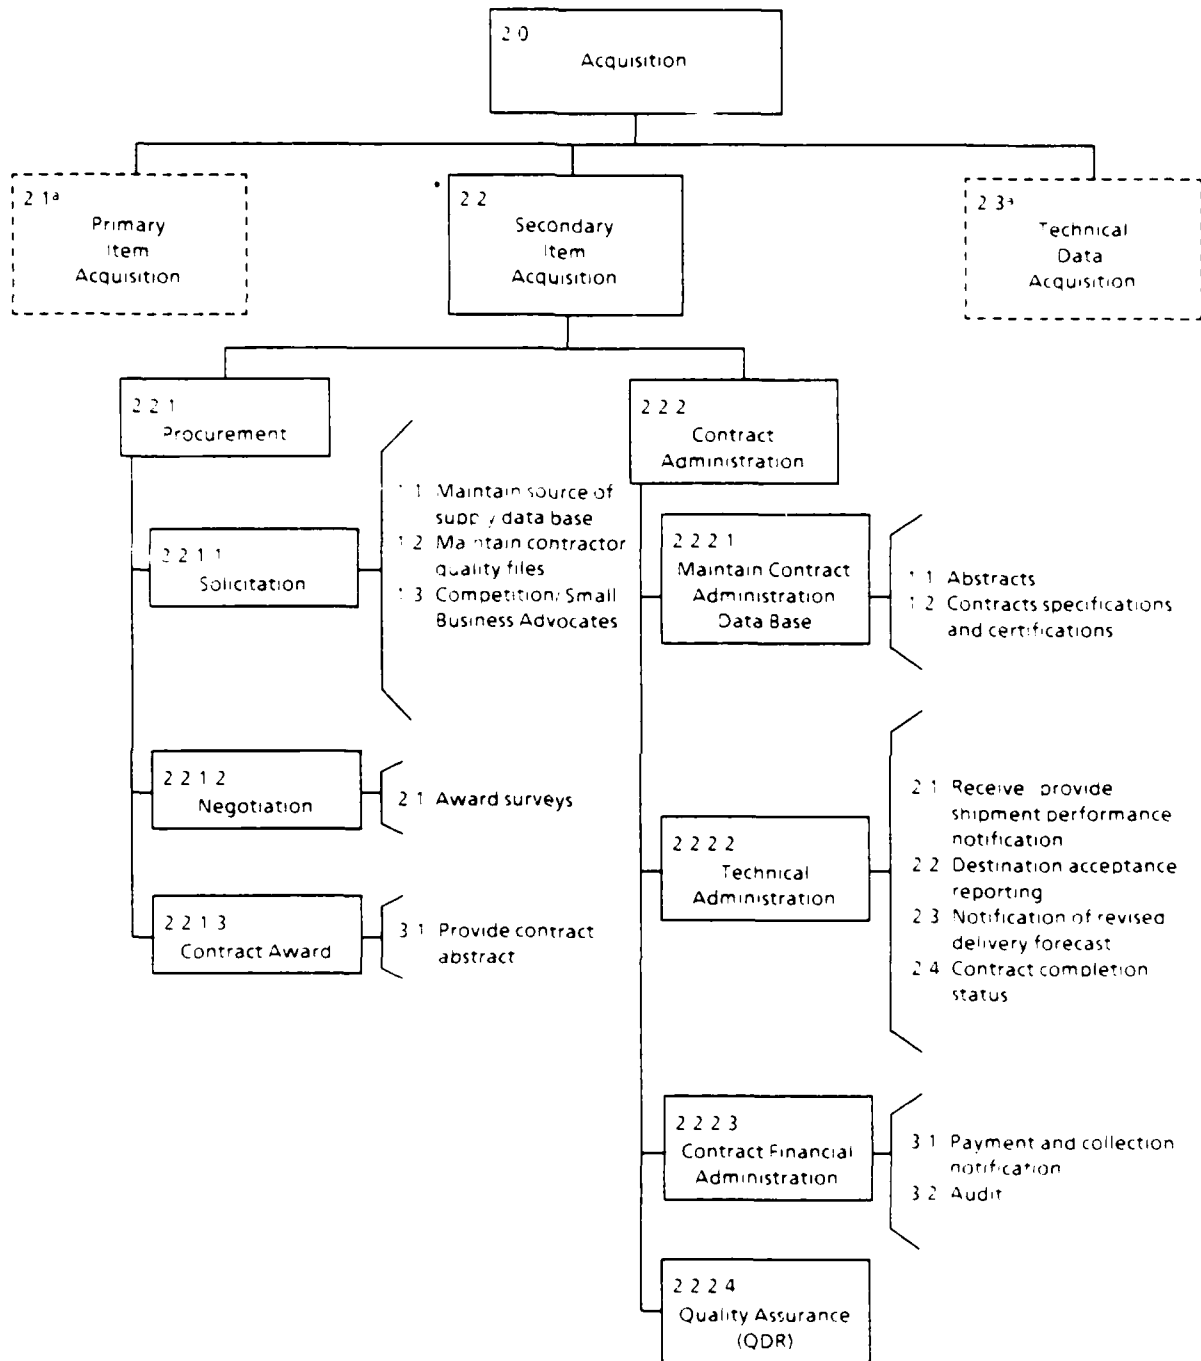 2 0
Acquisition
2 1a
Primary
Item
Acquisition
2 2
Secondary
Item
Acquisition
2 3a
Technical
Data
Acquisition
2 2 1
Procurement
2 2 2
Contract
Administration
2 2 1 1
Solicitation
1 1 Maintain source of
supply data base
1 2 Maintain contractor
quality files
1 3 Competition/Small
Business Advocates
2 2 2 1
Maintain Contract
Administration
Data Base
1 1 Abstracts
1 2 Contracts specifications
and certifications
2 2 1 2
Negotiation
2 1 Award surveys
2 2 1 3
Contract Award
3 1 Provide contract
abstract
2 2 2 2
Technical
Administration
2 1 Receive provide
shipment performance
notification
2 2 Destination acceptance
reporting
2 3 Notification of revised
delivery forecast
2 4 Contract completion
status
2 2 2 3
Contract Financial
Administration
3 1 Payment and collection
notification
3 2 Audit
2 2 2 4
Quality Assurance
(QDR)